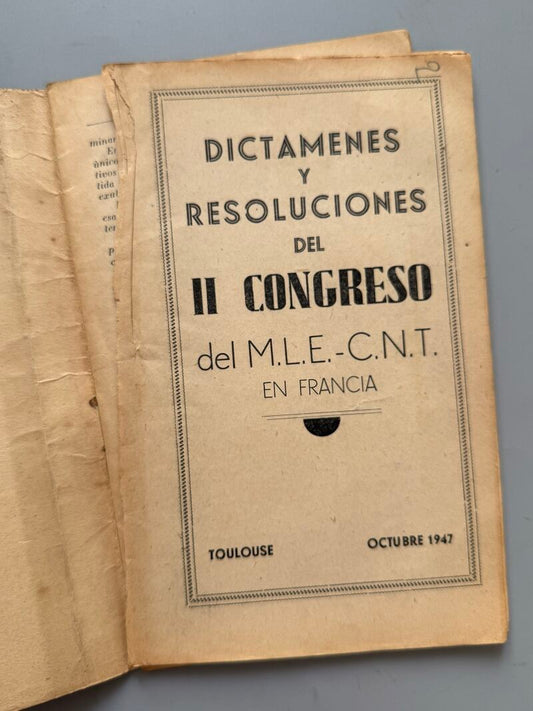 DICTAMENES
Y
RESOLUCIONES
DEL
II CONGRESO
del M.L.E.-C.N.T.
EN FRANCIA
TOULOUSE OCTUBRE 1947